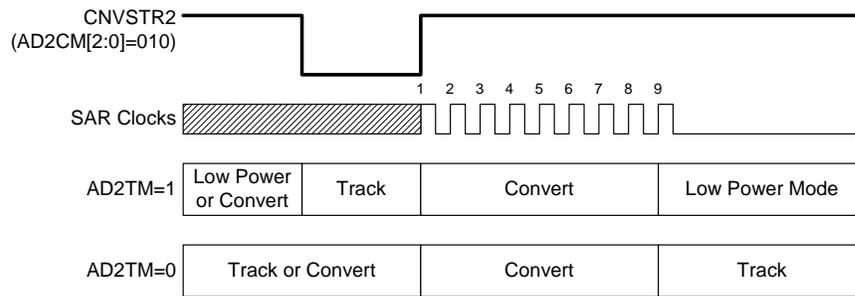 CNVSTR2
(AD2CM[2:0]=010)
1 2 3 4 5 6 7 8 9
SAR Clocks
AD2TM=1
Low Power
or Convert
Track
Convert
Low Power Mode
AD2TM=0
Track or Convert
Convert
Track